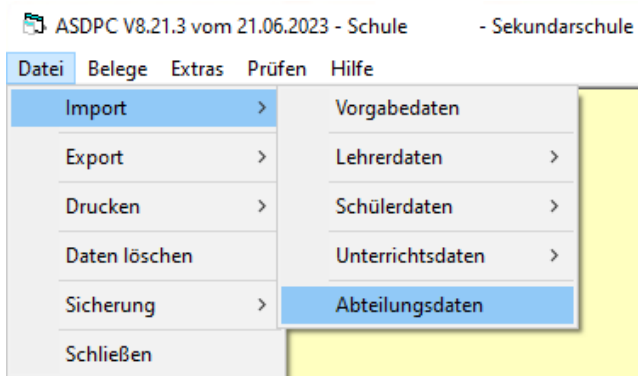 ASDPC V8.21.3 vom 21.06.2023 - Schule - Sekundarschule
Datei Belege Extras Prüfen Hilfe
Import > Vorgabedaten
Export > Lehrerdaten >
Drucken > Schülerdaten >
Daten löschen Unterrichtsdaten >
Sicherung > Abteilungsdaten
Schließen